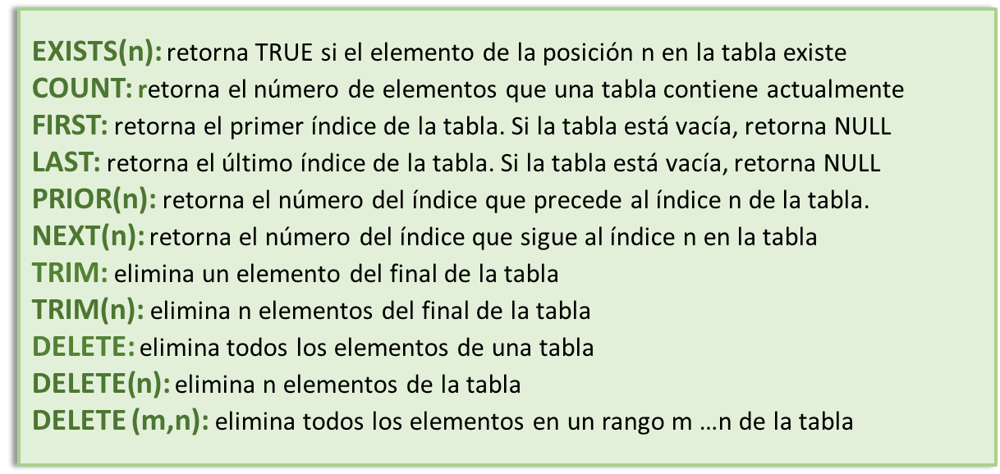 EXISTS(n): retorna TRUE si el elemento de la posición n en la tabla existe
COUNT: retorna el número de elementos que una tabla contiene actualmente
FIRST: retorna el primer índice de la tabla. Si la tabla está vacía, retorna NULL
LAST: retorna el último índice de la tabla. Si la tabla está vacía, retorna NULL
PRIOR(n): retorna el número del índice que precede al índice n de la tabla.
NEXT(n): retorna el número del índice que sigue al índice n en la tabla
TRIM: elimina un elemento del final de la tabla
TRIM(n): elimina n elementos del final de la tabla
DELETE: elimina todos los elementos de una tabla
DELETE(n): elimina n elementos de la tabla
DELETE (m,n): elimina todos los elementos en un rango m ...n de la tabla